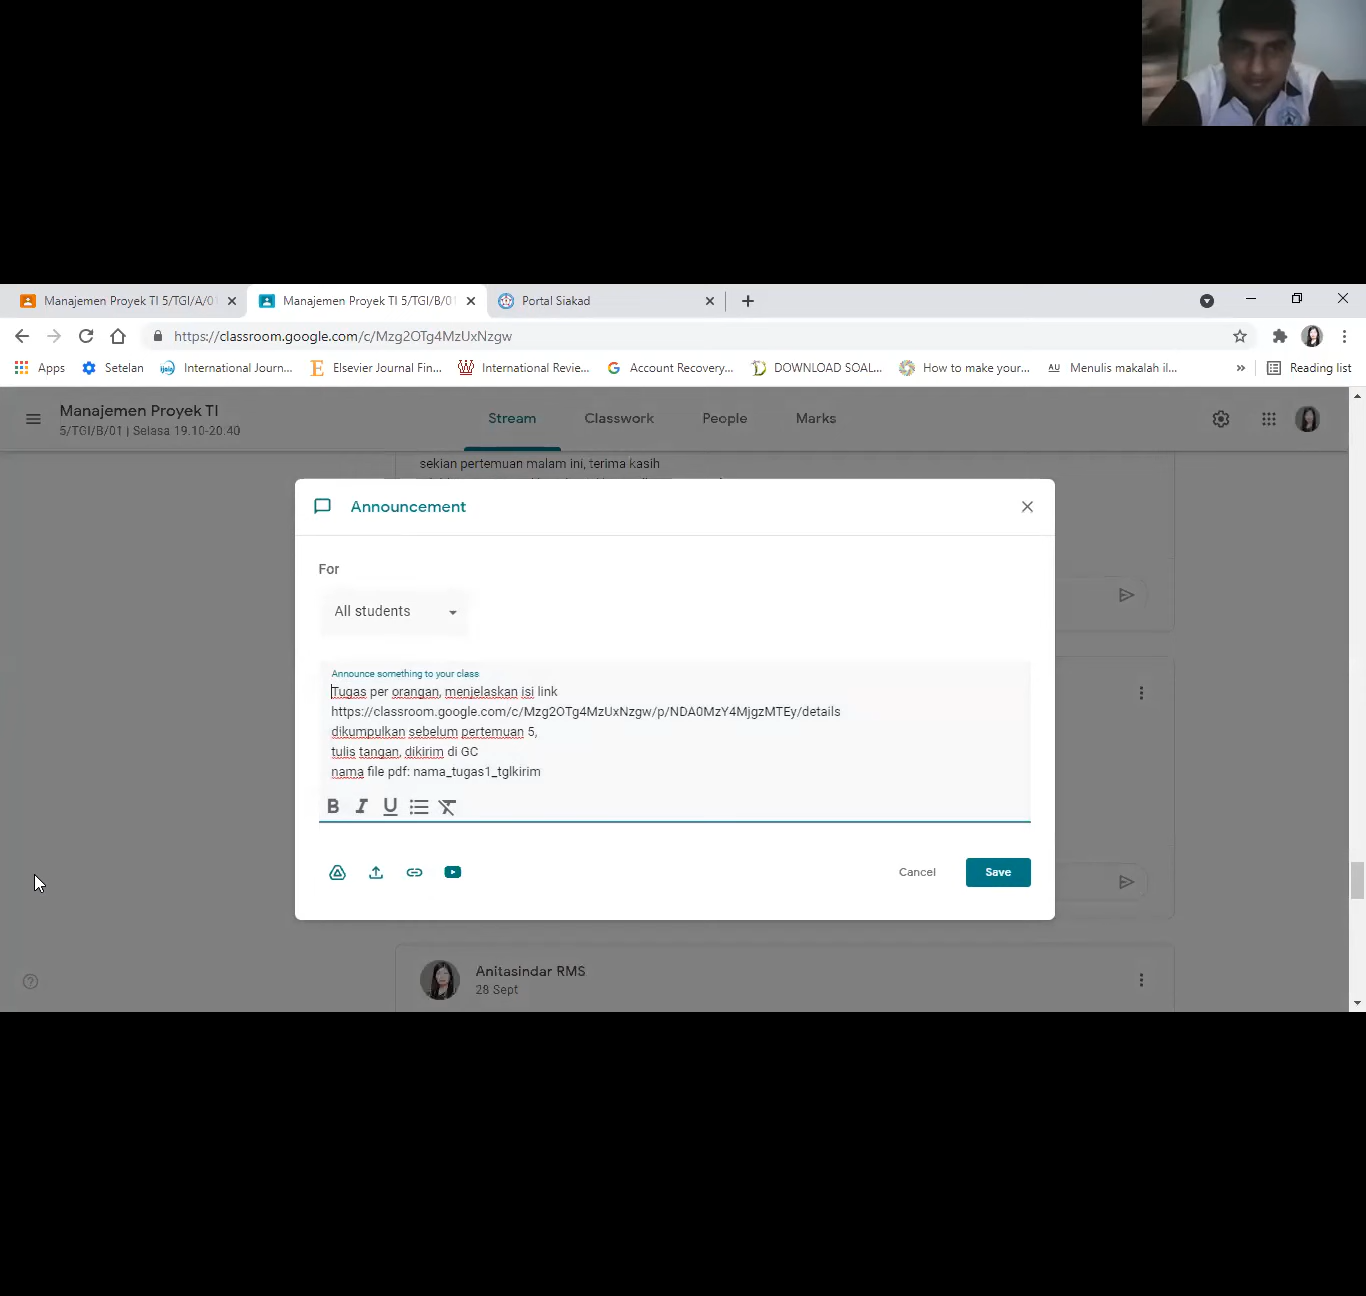 Manajemen Proyek TI 5/TGI/A/01
Manajemen Proyek TI 5/TGI/B/01
Portal Siakad
https://classroom.google.com/c/Mzg2OTg4MzUxNzgw
Apps
Setelan
International Journ...
Elsevier Journal Fin...
International Revie...
Account Recovery...
DOWNLOAD SOAL...
How to make your...
AU Menulis makalah il...
»
Reading list
Manajemen Proyek TI
5/TGI/B/01 | Selasa 19.10-20.40
Stream
Classwork
People
Marks
sekian pertemuan malam ini, terima kasih
Announcement
For
All students
Announce something to your class
Tugas per orangan, menjelaskan isi link
https://classroom.google.com/c/Mzg2OTg4MzUxNzgw/p/NDA0MzY4MjgzMTEy/details
dikumpulkan sebelum pertemuan 5,
tulis tangan, dikirim di GC
nama file pdf: nama_tugas1_tglkirim
B I U
Cancel
Save
Anitasindar RMS
28 Sept